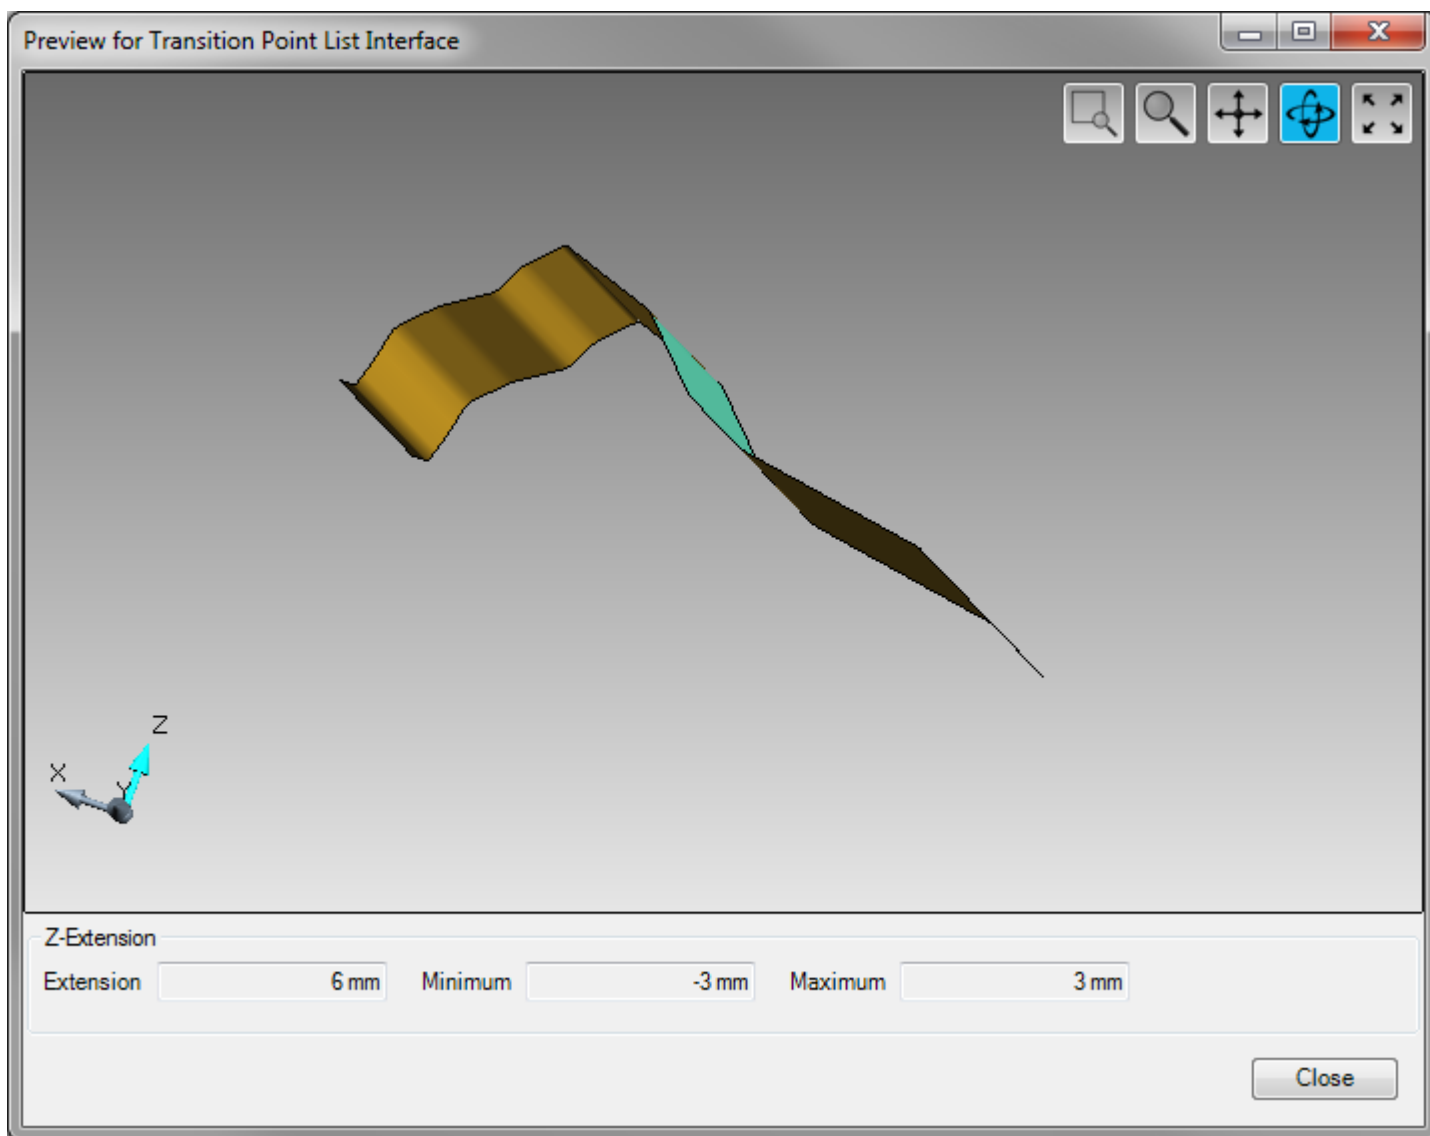 Preview for Transition Point List Interface
Z
X
Y
Z-Extension
Extension 6 mm Minimum -3 mm Maximum 3 mm
Close